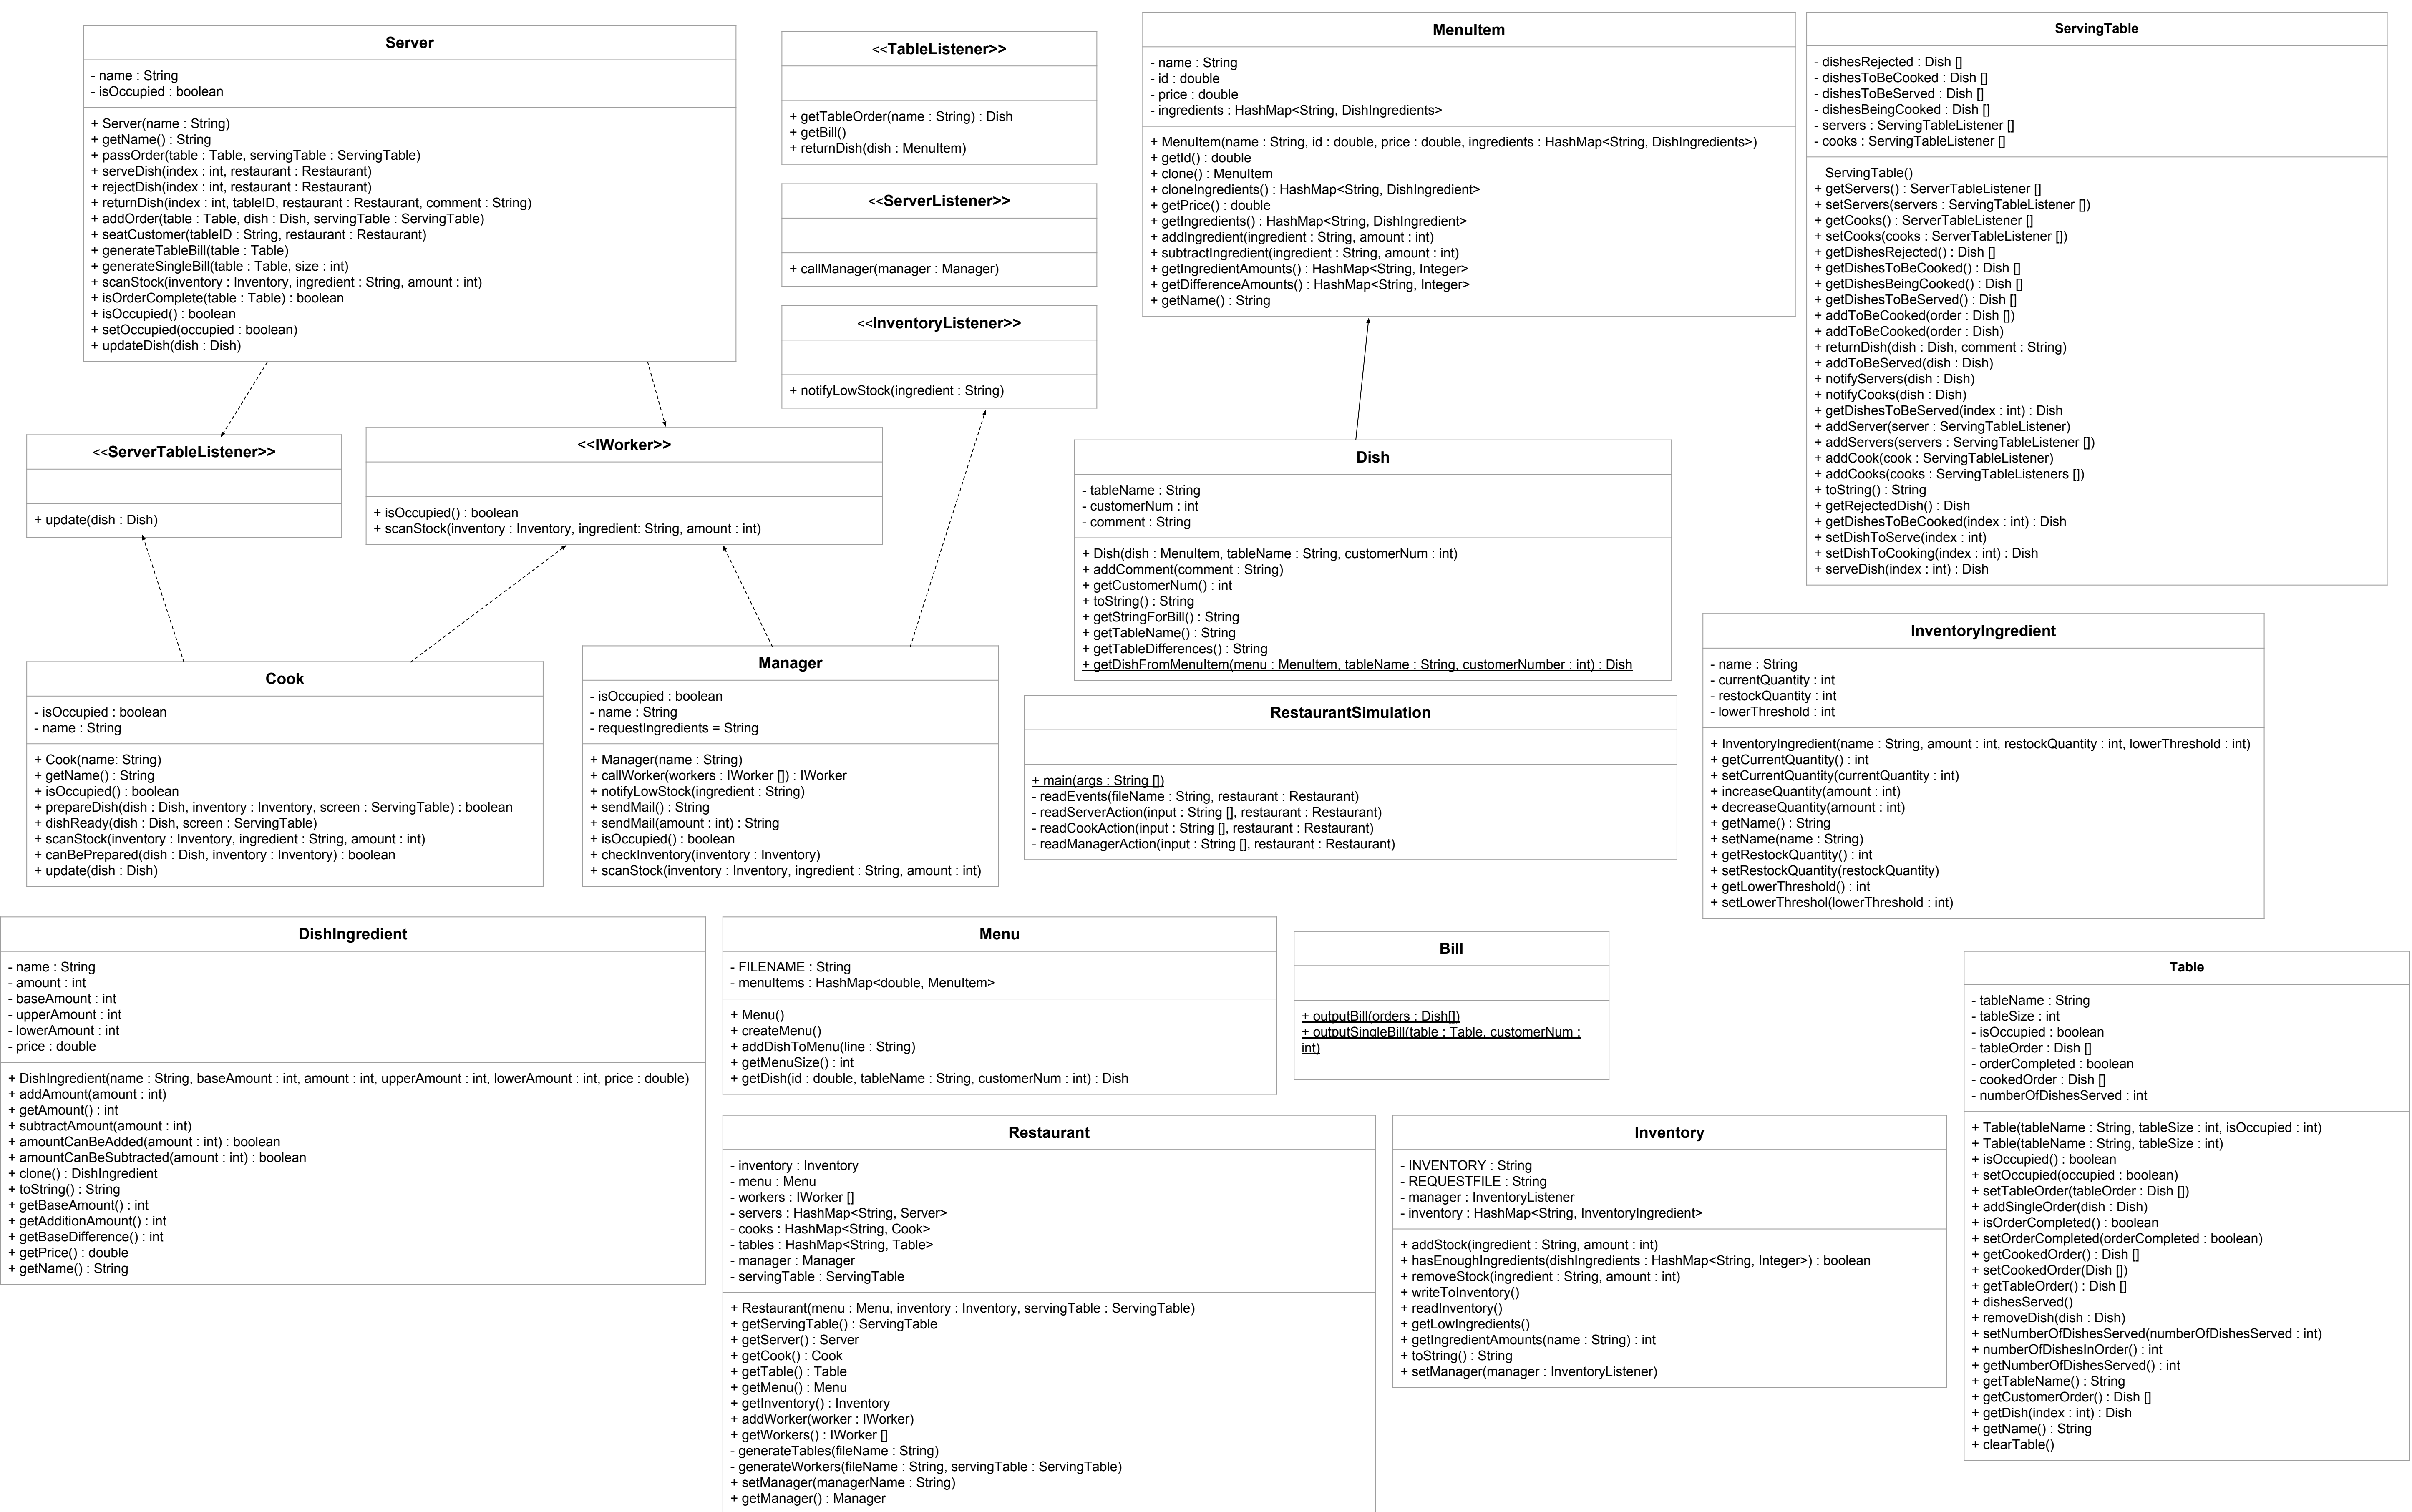 Server
- name : String
- isOccupied : boolean
+ Server(name : String)
+ getName() : String
+ passOrder(table : Table, servingTable : ServingTable)
+ serveDish(index : int, restaurant : Restaurant)
+ rejectDish(index : int, restaurant : Restaurant)
+ returnDish(index : int, tableID, restaurant : Restaurant, comment : String)
+ addOrder(table : Table, dish : Dish, servingTable : ServingTable)
+ seatCustomer(tableID : String, restaurant : Restaurant)
+ generateTableBill(table : Table)
+ generateSingleBill(table : Table, size : int)
+ scanStock(inventory : Inventory, ingredient : String, amount : int)
+ isOrderComplete(table : Table) : boolean
+ isOccupied() : boolean
+ setOccupied(occupied : boolean)
+ updateDish(dish : Dish)
<<TableListener>>
+ getTableOrder(name : String) : Dish
+ getBill()
+ returnDish(dish : MenuItem)
<<ServerListener>>
+ callManager(manager : Manager)
<<InventoryListener>>
+ notifyLowStock(ingredient : String)
MenuItem
- name : String
- id : double
- price : double
- ingredients : HashMap<String, DishIngredients>
+ MenuItem(name : String, id : double, price : double, ingredients : HashMap<String, DishIngredients>)
+ getId() : double
+ clone() : MenuItem
+ cloneIngredients() : HashMap<String, DishIngredient>
+ getPrice() : double
+ getIngredients() : HashMap<String, DishIngredient>
+ addIngredient(ingredient : String, amount : int)
+ subtractIngredient(ingredient : String, amount : int)
+ getIngredientAmounts() : HashMap<String, Integer>
+ getDifferenceAmounts() : HashMap<String, Integer>
+ getName() : String
ServingTable
- dishesRejected : Dish []
- dishesToBeCooked : Dish []
- dishesToBeServed : Dish []
- dishesBeingCooked : Dish []
- servers : ServingTableListener []
- cooks : ServingTableListener []
ServingTable()
+ getServers() : ServerTableListener []
+ setServers(servers : ServingTableListener [])
+ getCooks() : ServerTableListener []
+ setCooks(cooks : ServerTableListener [])
+ getDishesRejected() : Dish []
+ getDishesToBeCooked() : Dish []
+ getDishesBeingCooked() : Dish []
+ getDishesToBeServed() : Dish []
+ addToBeCooked(order : Dish [])
+ addToBeCooked(order : Dish)
+ returnDish(dish : Dish, comment : String)
+ addToBeServed(dish : Dish)
+ notifyServers(dish : Dish)
+ notifyCooks(dish : Dish)
+ getDishesToBeServed(index : int) : Dish
+ addServer(server : ServingTableListener)
+ addServers(servers : ServingTableListener [])
+ addCook(cook : ServingTableListener)
+ addCooks(cooks : ServingTableListeners [])
+ toString() : String
+ getRejectedDish() : Dish
+ getDishesToBeCooked(index : int) : Dish
+ setDishToServe(index : int)
+ setDishToCooking(index : int) : Dish
+ serveDish(index : int) : Dish
<<ServerTableListener>>
+ update(dish : Dish)
<<IWorker>>
+ isOccupied() : boolean
+ scanStock(inventory : Inventory, ingredient: String, amount : int)
Dish
- tableName : String
- customerNum : int
- comment : String
+ Dish(dish : MenuItem, tableName : String, customerNum : int)
+ addComment(comment : String)
+ getCustomerNum() : int
+ toString() : String
+ getStringForBill() : String
+ getTableName() : String
+ getTableDifferences() : String
+ getDishFromMenuItem(menu : MenuItem, tableName : String, customerNumber : int) : Dish
Cook
- isOccupied : boolean
- name : String
+ Cook(name: String)
+ getName() : String
+ isOccupied() : boolean
+ prepareDish(dish : Dish, inventory : Inventory, screen : ServingTable) : boolean
+ dishReady(dish : Dish, screen : ServingTable)
+ scanStock(inventory : Inventory, ingredient : String, amount : int)
+ canBePrepared(dish : Dish, inventory : Inventory) : boolean
+ update(dish : Dish)
Manager
- isOccupied : boolean
- name : String
- requestIngredients = String
+ Manager(name : String)
+ callWorker(workers : IWorker []) : IWorker
+ notifyLowStock(ingredient : String)
+ sendMail() : String
+ sendMail(amount : int) : String
+ isOccupied() : boolean
+ checkInventory(inventory : Inventory)
+ scanStock(inventory : Inventory, ingredient : String, amount : int)
RestaurantSimulation
+ main(args : String [])
- readEvents(fileName : String, restaurant : Restaurant)
- readServerAction(input : String [], restaurant : Restaurant)
- readCookAction(input : String [], restaurant : Restaurant)
- readManagerAction(input : String [], restaurant : Restaurant)
InventoryIngredient
- name : String
- currentQuantity : int
- restockQuantity : int
- lowerThreshold : int
+ InventoryIngredient(name : String, amount : int, restockQuantity : int, lowerThreshold : int)
+ getCurrentQuantity() : int
+ setCurrentQuantity(currentQuantity : int)
+ increaseQuantity(amount : int)
+ decreaseQuantity(amount : int)
+ getName() : String
+ setName(name : String)
+ getRestockQuantity() : int
+ setRestockQuantity(restockQuantity)
+ getLowerThreshold() : int
+ setLowerThreshol(lowerThreshold : int)
DishIngredient
- name : String
- amount : int
- baseAmount : int
- upperAmount : int
- lowerAmount : int
- price : double
+ DishIngredient(name : String, baseAmount : int, amount : int, upperAmount : int, lowerAmount : int, price : double)
+ addAmount(amount : int)
+ getAmount() : int
+ subtractAmount(amount : int)
+ amountCanBeAdded(amount : int) : boolean
+ amountCanBeSubtracted(amount : int) : boolean
+ clone() : DishIngredient
+ toString() : String
+ getBaseAmount() : int
+ getAdditionAmount() : int
+ getBaseDifference() : int
+ getPrice() : double
+ getName() : String
Menu
- FILENAME : String
- menuItems : HashMap<double, MenuItem>
+ Menu()
+ createMenu()
+ addDishToMenu(line : String)
+ getMenuSize() : int
+ getDish(id : double, tableName : String, customerNum : int) : Dish
Bill
+ outputBill(orders : Dish[])
+ outputSingleBill(table : Table, customerNum :
int)
Restaurant
- inventory : Inventory
- menu : Menu
- workers : IWorker []
- servers : HashMap<String, Server>
- cooks : HashMap<String, Cook>
- tables : HashMap<String, Table>
- manager : Manager
- servingTable : ServingTable
+ Restaurant(menu : Menu, inventory : Inventory, servingTable : ServingTable)
+ getServingTable() : ServingTable
+ getServer() : Server
+ getCook() : Cook
+ getTable() : Table
+ getMenu() : Menu
+ getInventory() : Inventory
+ addWorker(worker : IWorker)
+ getWorkers() : IWorker []
- generateTables(fileName : String)
- generateWorkers(fileName : String, servingTable : ServingTable)
+ setManager(managerName : String)
+ getManager() : Manager
Inventory
- INVENTORY : String
- REQUESTFILE : String
- manager : InventoryListener
- inventory : HashMap<String, InventoryIngredient>
+ addStock(ingredient : String, amount : int)
+ hasEnoughIngredients(dishIngredients : HashMap<String, Integer>) : boolean
+ removeStock(ingredient : String, amount : int)
+ writeToInventory()
+ readInventory()
+ getLowIngredients()
+ getIngredientAmounts(name : String) : int
+ toString() : String
+ setManager(manager : InventoryListener)
Table
- tableName : String
- tableSize : int
- isOccupied : boolean
- tableOrder : Dish []
- orderCompleted : boolean
- cookedOrder : Dish []
- numberOfDishesServed : int
+ Table(tableName : String, tableSize : int, isOccupied : int)
+ Table(tableName : String, tableSize : int)
+ isOccupied() : boolean
+ setOccupied(occupied : boolean)
+ setTableOrder(tableOrder : Dish [])
+ addSingleOrder(dish : Dish)
+ isOrderCompleted() : boolean
+ setOrderCompleted(orderCompleted : boolean)
+ getCookedOrder() : Dish []
+ setCookedOrder(Dish [])
+ getTableOrder() : Dish []
+ dishesServed()
+ removeDish(dish : Dish)
+ setNumberOfDishesServed(numberOfDishesServed : int)
+ numberOfDishesInOrder() : int
+ getNumberOfDishesServed() : int
+ getTableName() : String
+ getCustomerOrder() : Dish []
+ getDish(index : int) : Dish
+ getName() : String
+ clearTable()